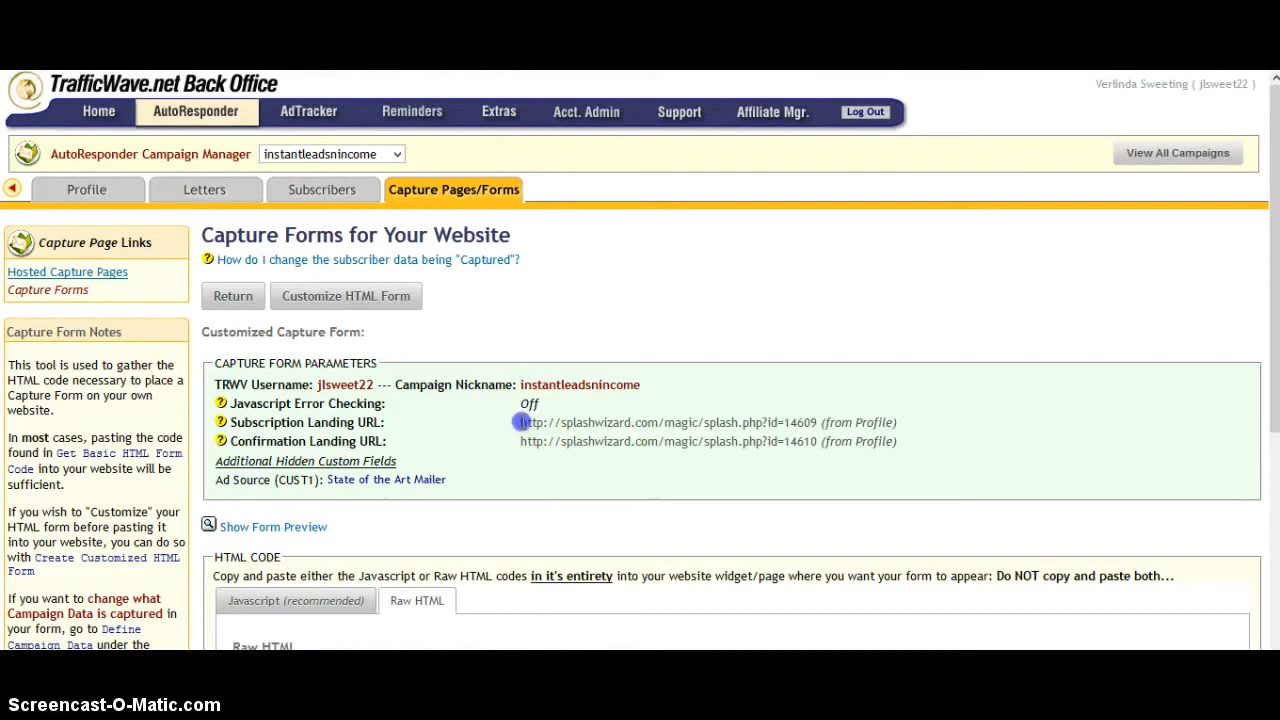 TrafficWave.net Back Office
Verlinda Sweeting ( jlsweet22 )
Home AutoResponder AdTracker Reminders Extras Acct. Admin Support Affiliate Mgr. Log Out
AutoResponder Campaign Manager instantleadsnincome View All Campaigns
Profile Letters Subscribers Capture Pages/Forms
Capture Page Links
Hosted Capture Pages
Capture Forms
Capture Form Notes
This tool is used to gather the
HTML code necessary to place a
Capture Form on your own
website.
In most cases, pasting the code
found in Get Basic HTML Form
Code into your website will be
sufficient.
If you wish to "Customize" your
HTML form before pasting it
into your website, you can do so
with Create Customized HTML
Form
If you want to change what
Campaign Data is captured in
your form, go to Define
Campaign Data under the
Capture Forms for Your Website
How do I change the subscriber data being "Captured"?
Return Customize HTML Form
Customized Capture Form:
CAPTURE FORM PARAMETERS
TRWV Username: jlsweet22 --- Campaign Nickname: instantleadsnincome
Javascript Error Checking: Off
Subscription Landing URL: http://splashwizard.com/magic/splash.php?id=14609 (from Profile)
Confirmation Landing URL: http://splashwizard.com/magic/splash.php?id=14610 (from Profile)
Additional Hidden Custom Fields
Ad Source (CUST1): State of the Art Mailer
Show Form Preview
HTML CODE
Copy and paste either the Javascript or Raw HTML codes in it's entirety into your website widget/page where you want your form to appear: Do NOT copy and paste both...
Javascript (recommended) Raw HTML
Raw HTML
Screencast-O-Matic.com